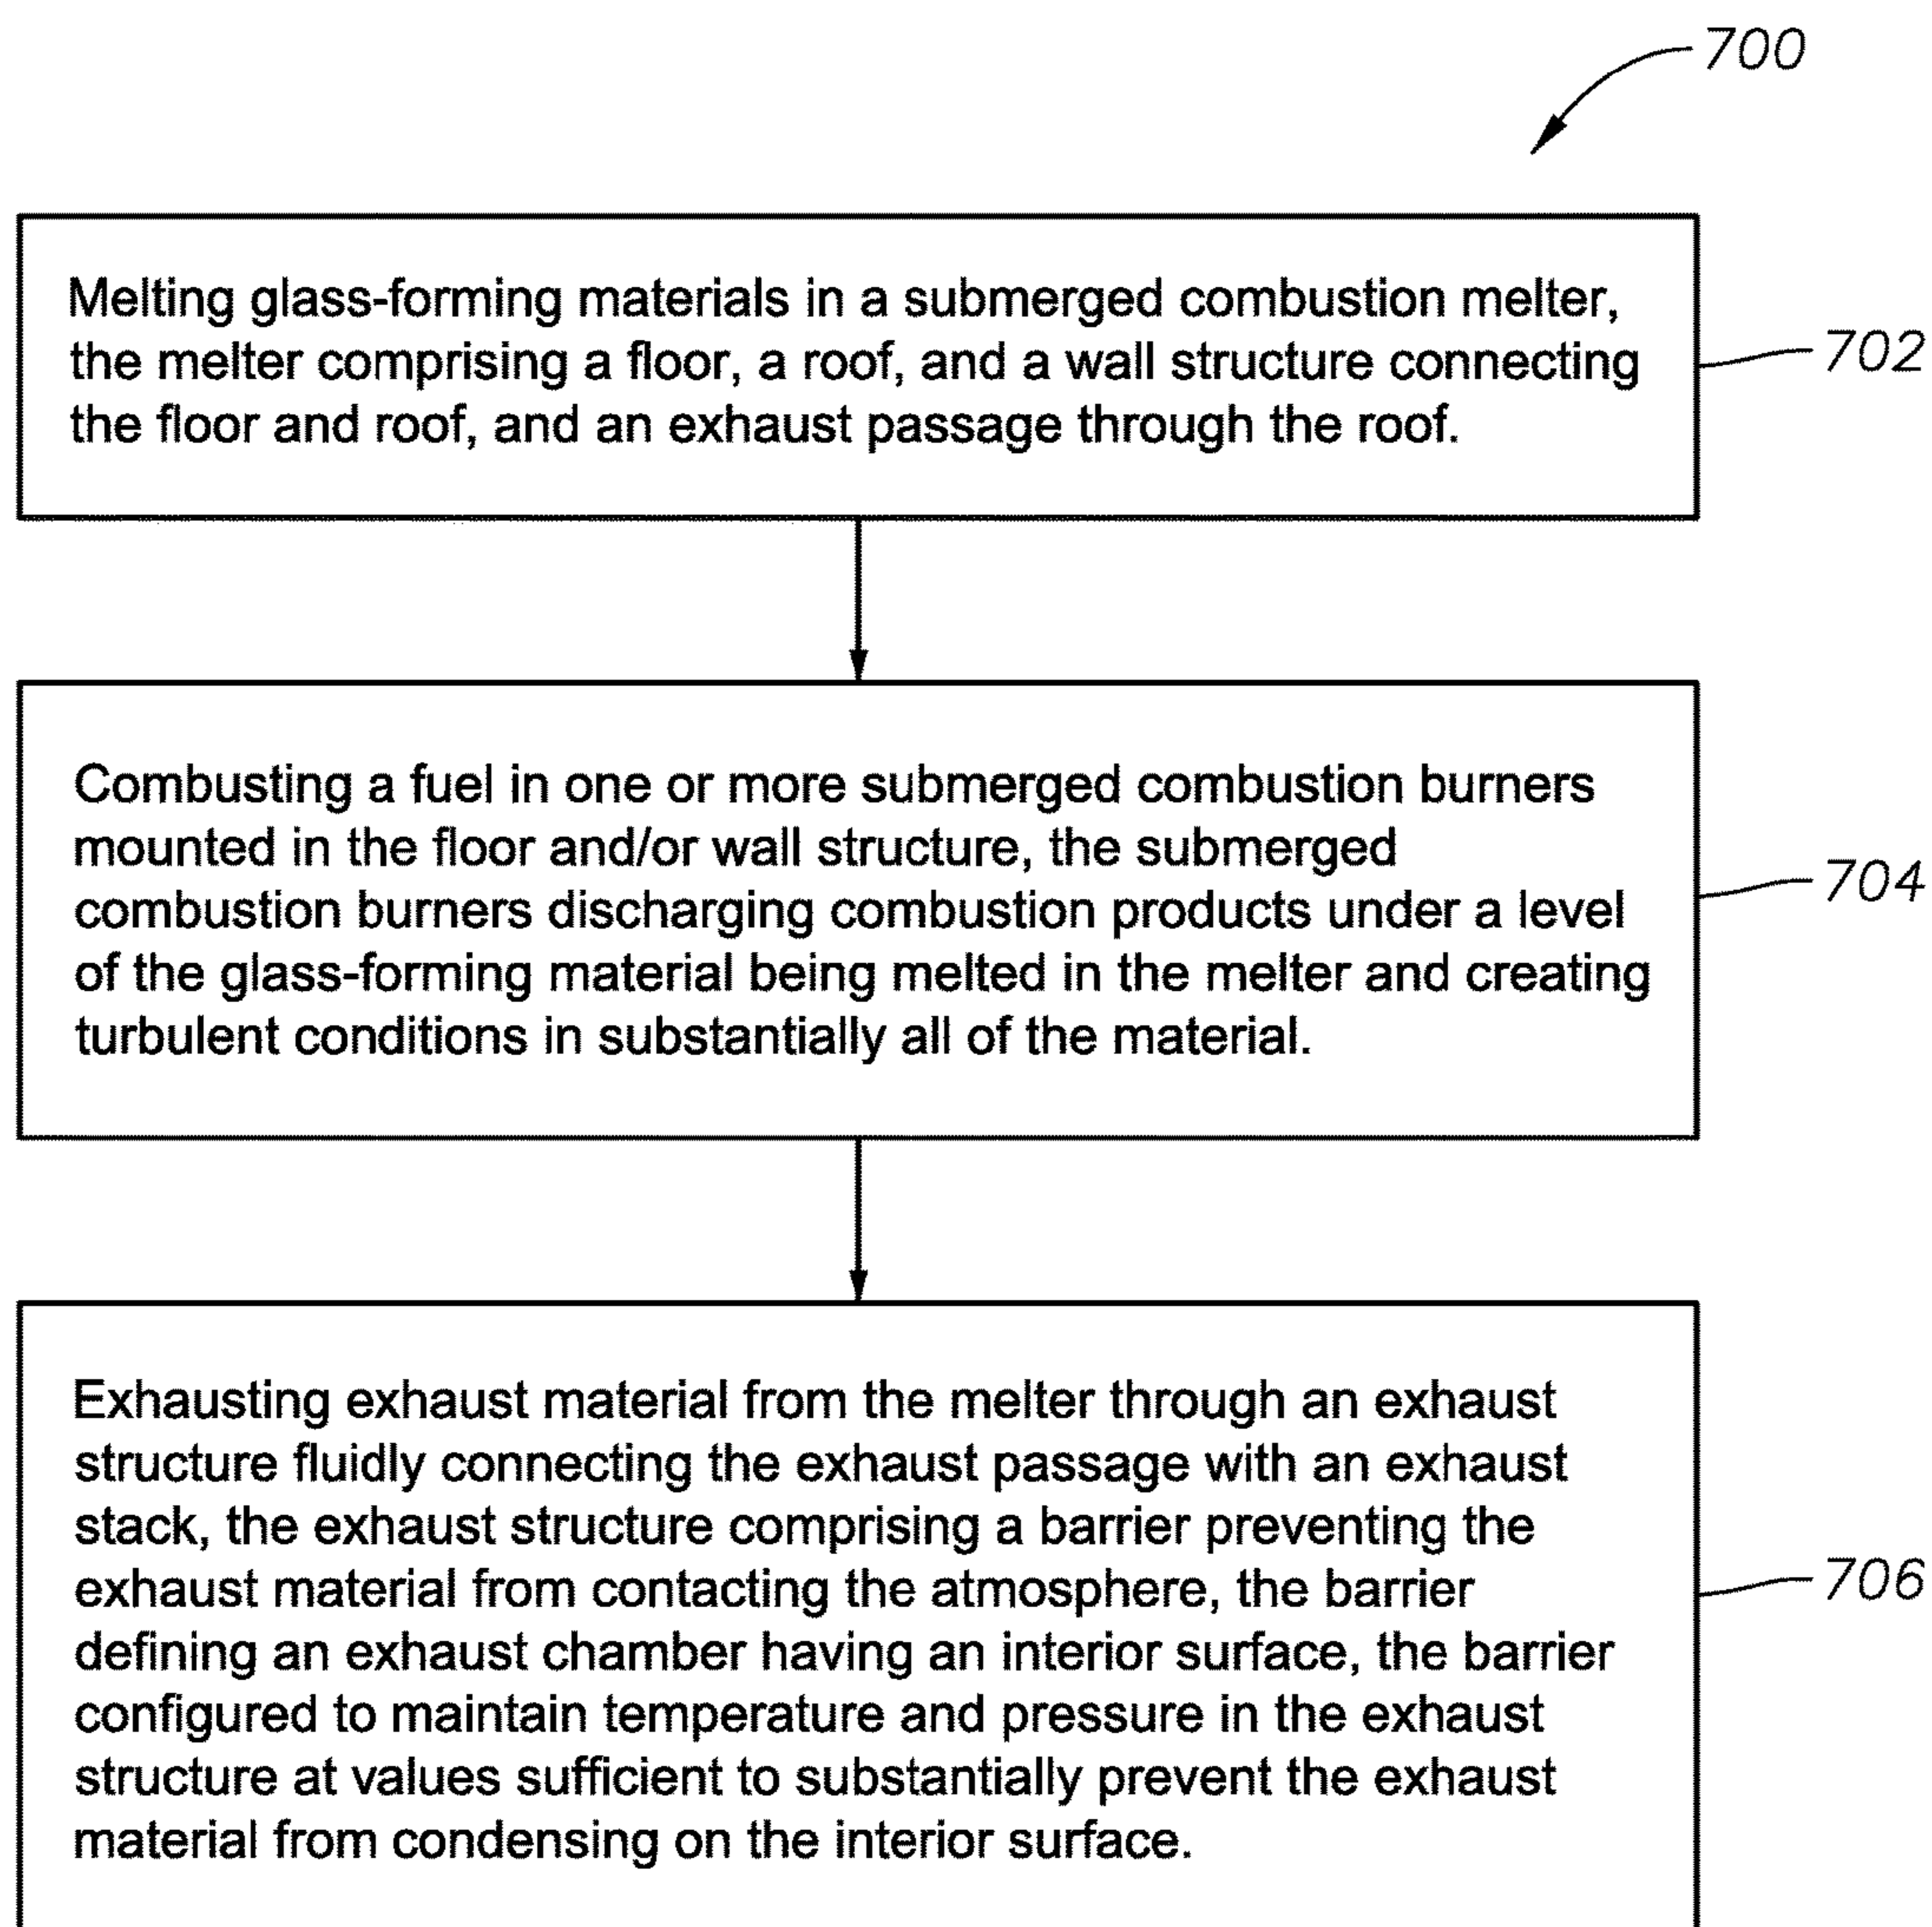 700
Melting glass-forming materials in a submerged combustion melter,
the melter comprising a floor, a roof, and a wall structure connecting
the floor and roof, and an exhaust passage through the roof.
702
Combusting a fuel in one or more submerged combustion burners
mounted in the floor and/or wall structure, the submerged
combustion burners discharging combustion products under a level
of the glass-forming material being melted in the melter and creating
turbulent conditions in substantially all of the material.
704
Exhausting exhaust material from the melter through an exhaust
structure fluidly connecting the exhaust passage with an exhaust
stack, the exhaust structure comprising a barrier preventing the
exhaust material from contacting the atmosphere, the barrier
defining an exhaust chamber having an interior surface, the barrier
configured to maintain temperature and pressure in the exhaust
structure at values sufficient to substantially prevent the exhaust
material from condensing on the interior surface.
706